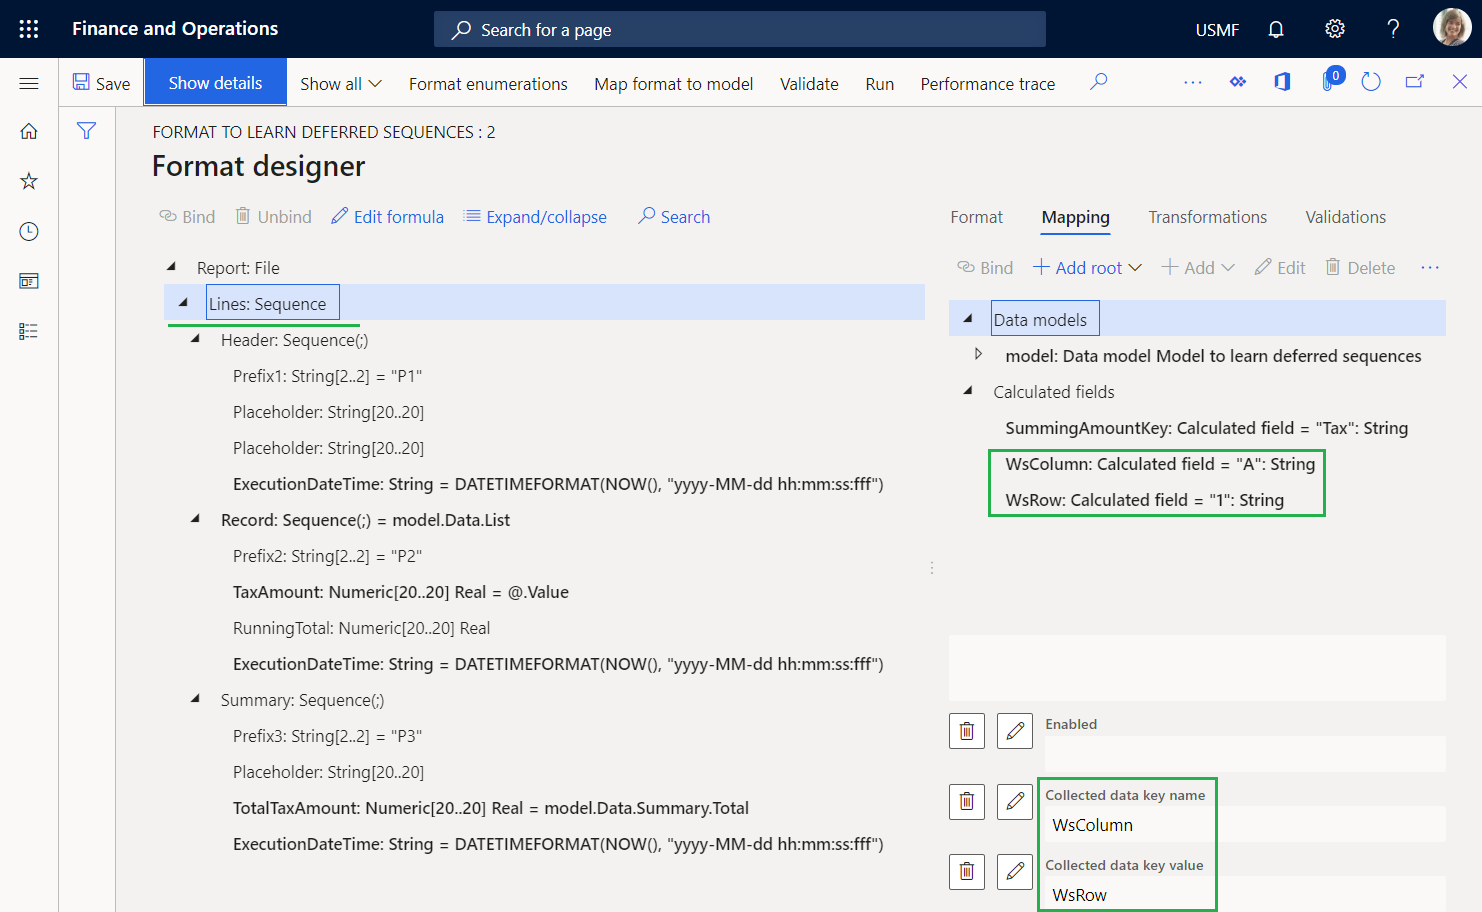 Finance and Operations
Search for a page
USMF
?
Save
Show details
Show all
Format enumerations
Map format to model
Validate
Run
Performance trace
0
FORMAT TO LEARN DEFERRED SEQUENCES : 2
Format designer
Bind
Unbind
Edit formula
Expand/collapse
Search
Report: File
Lines: Sequence
Header: Sequence(;)
Prefix1: String[2..2] = "P1"
Placeholder: String[20..20]
Placeholder: String[20..20]
ExecutionDateTime: String = DATETIMEFORMAT(NOW(), "yyyy-MM-dd hh:mm:ss:fff")
Record: Sequence(;) = model.Data.List
Prefix2: String[2..2] = "P2"
TaxAmount: Numeric[20..20] Real = @.Value
RunningTotal: Numeric[20..20] Real
ExecutionDateTime: String = DATETIMEFORMAT(NOW(), "yyyy-MM-dd hh:mm:ss:fff")
Summary: Sequence(;)
Prefix3: String[2..2] = "P3"
Placeholder: String[20..20]
TotalTaxAmount: Numeric[20..20] Real = model.Data.Summary.Total
ExecutionDateTime: String = DATETIMEFORMAT(NOW(), "yyyy-MM-dd hh:mm:ss:fff")
Format
Mapping
Transformations
Validations
Bind
Add root
Add
Edit
Delete
Data models
model: Data model Model to learn deferred sequences
Calculated fields
SummingAmountKey: Calculated field = "Tax": String
WsColumn: Calculated field = "A": String
WsRow: Calculated field = "1": String
Enabled
Collected data key name
WsColumn
Collected data key value
WsRow